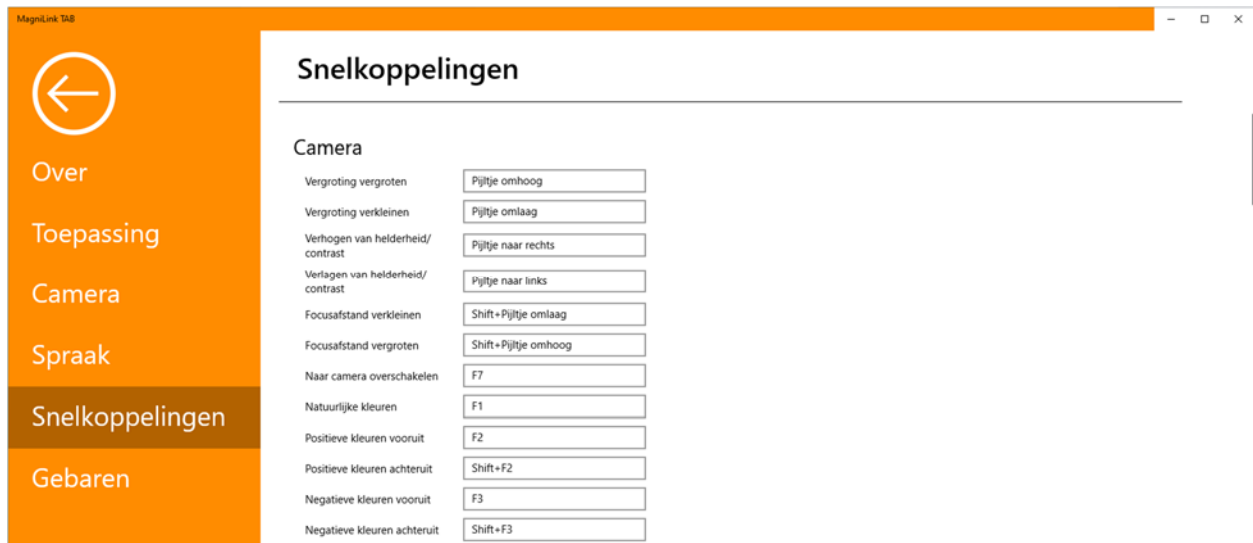 MagniLink TAB
Snelkoppelingen
Over
Toepassing
Camera
Spraak
Snelkoppelingen
Gebaren
Camera
Vergroting vergroten Pijltje omhoog
Vergroting verkleinen Pijltje omlaag
Verhogen van helderheid/
contrast Pijltje naar rechts
Verlagen van helderheid/
contrast Pijltje naar links
Focusafstand verkleinen Shift+Pijltje omlaag
Focusafstand vergroten Shift+Pijltje omhoog
Naar camera overschakelen F7
Natuurlijke kleuren F1
Positieve kleuren vooruit F2
Positieve kleuren achteruit Shift+F2
Negatieve kleuren vooruit F3
Negatieve kleuren achteruit Shift+F3